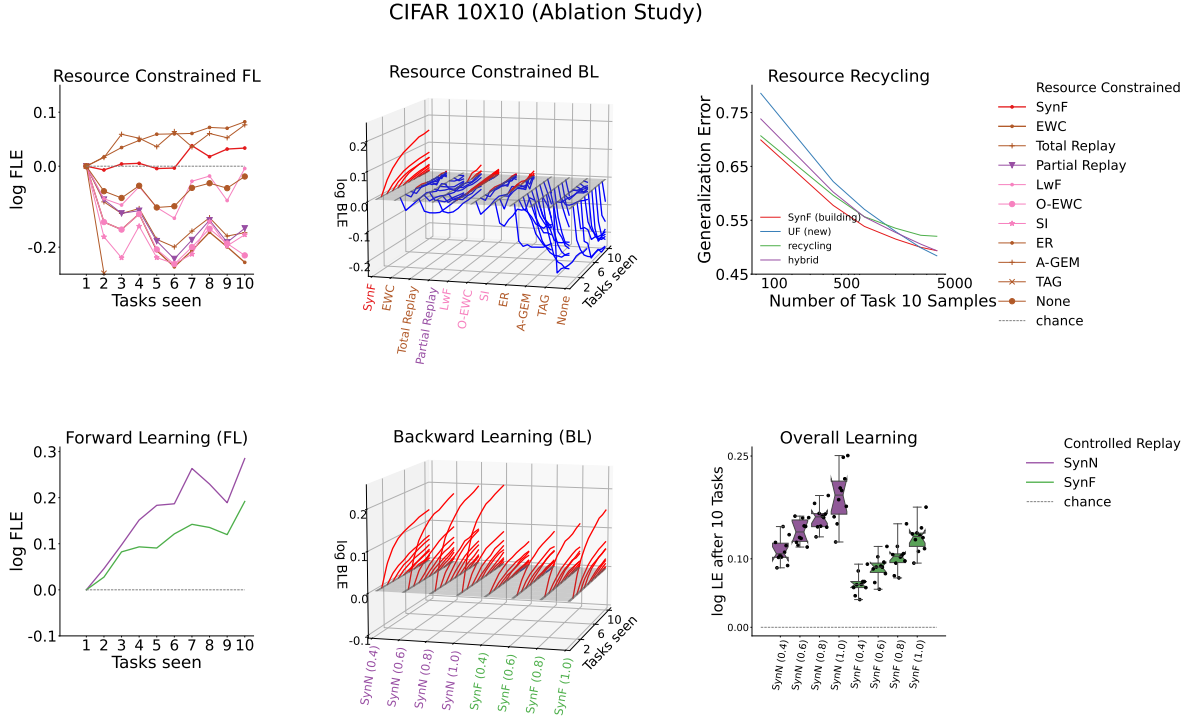 CIFAR 10X10 (Ablation Study)
Resource Constrained FL
log FLE
0.1
0.0
-0.2
1 2 3 4 5 6 7 8 9 10
Tasks seen
Resource Constrained BL
log BLE
0.2
0.1
0.0
-0.1
-0.2
SynF
EWC
Total Replay
Partial Replay
LwF
O-EWC
SI
ER
A-GEM
TAG
None
2
6
10
Tasks seen
Resource Recycling
Generalization Error
0.75
0.65
0.55
0.45
SynF (building)
UF (new)
recycling
hybrid
100 500 5000
Number of Task 10 Samples
Resource Constrained
SynF
EWC
Total Replay
Partial Replay
LwF
O-EWC
SI
ER
A-GEM
TAG
None
chance
Forward Learning (FL)
log FLE
0.3
0.2
0.1
0.0
-0.1
1 2 3 4 5 6 7 8 9 10
Tasks seen
Backward Learning (BL)
log BLE
0.2
0.1
0.0
-0.1
SynN (0.4)
SynN (0.6)
SynN (0.8)
SynN (1.0)
SynF (0.4)
SynF (0.6)
SynF (0.8)
SynF (1.0)
2
6
10
Tasks seen
Overall Learning
log LE after 10 Tasks
0.25
0.10
0.00
SynN (0.4)
SynN (0.6)
SynN (0.8)
SynN (1.0)
SynF (0.4)
SynF (0.6)
SynF (0.8)
SynF (1.0)
Controlled Replay
SynN
SynF
chance